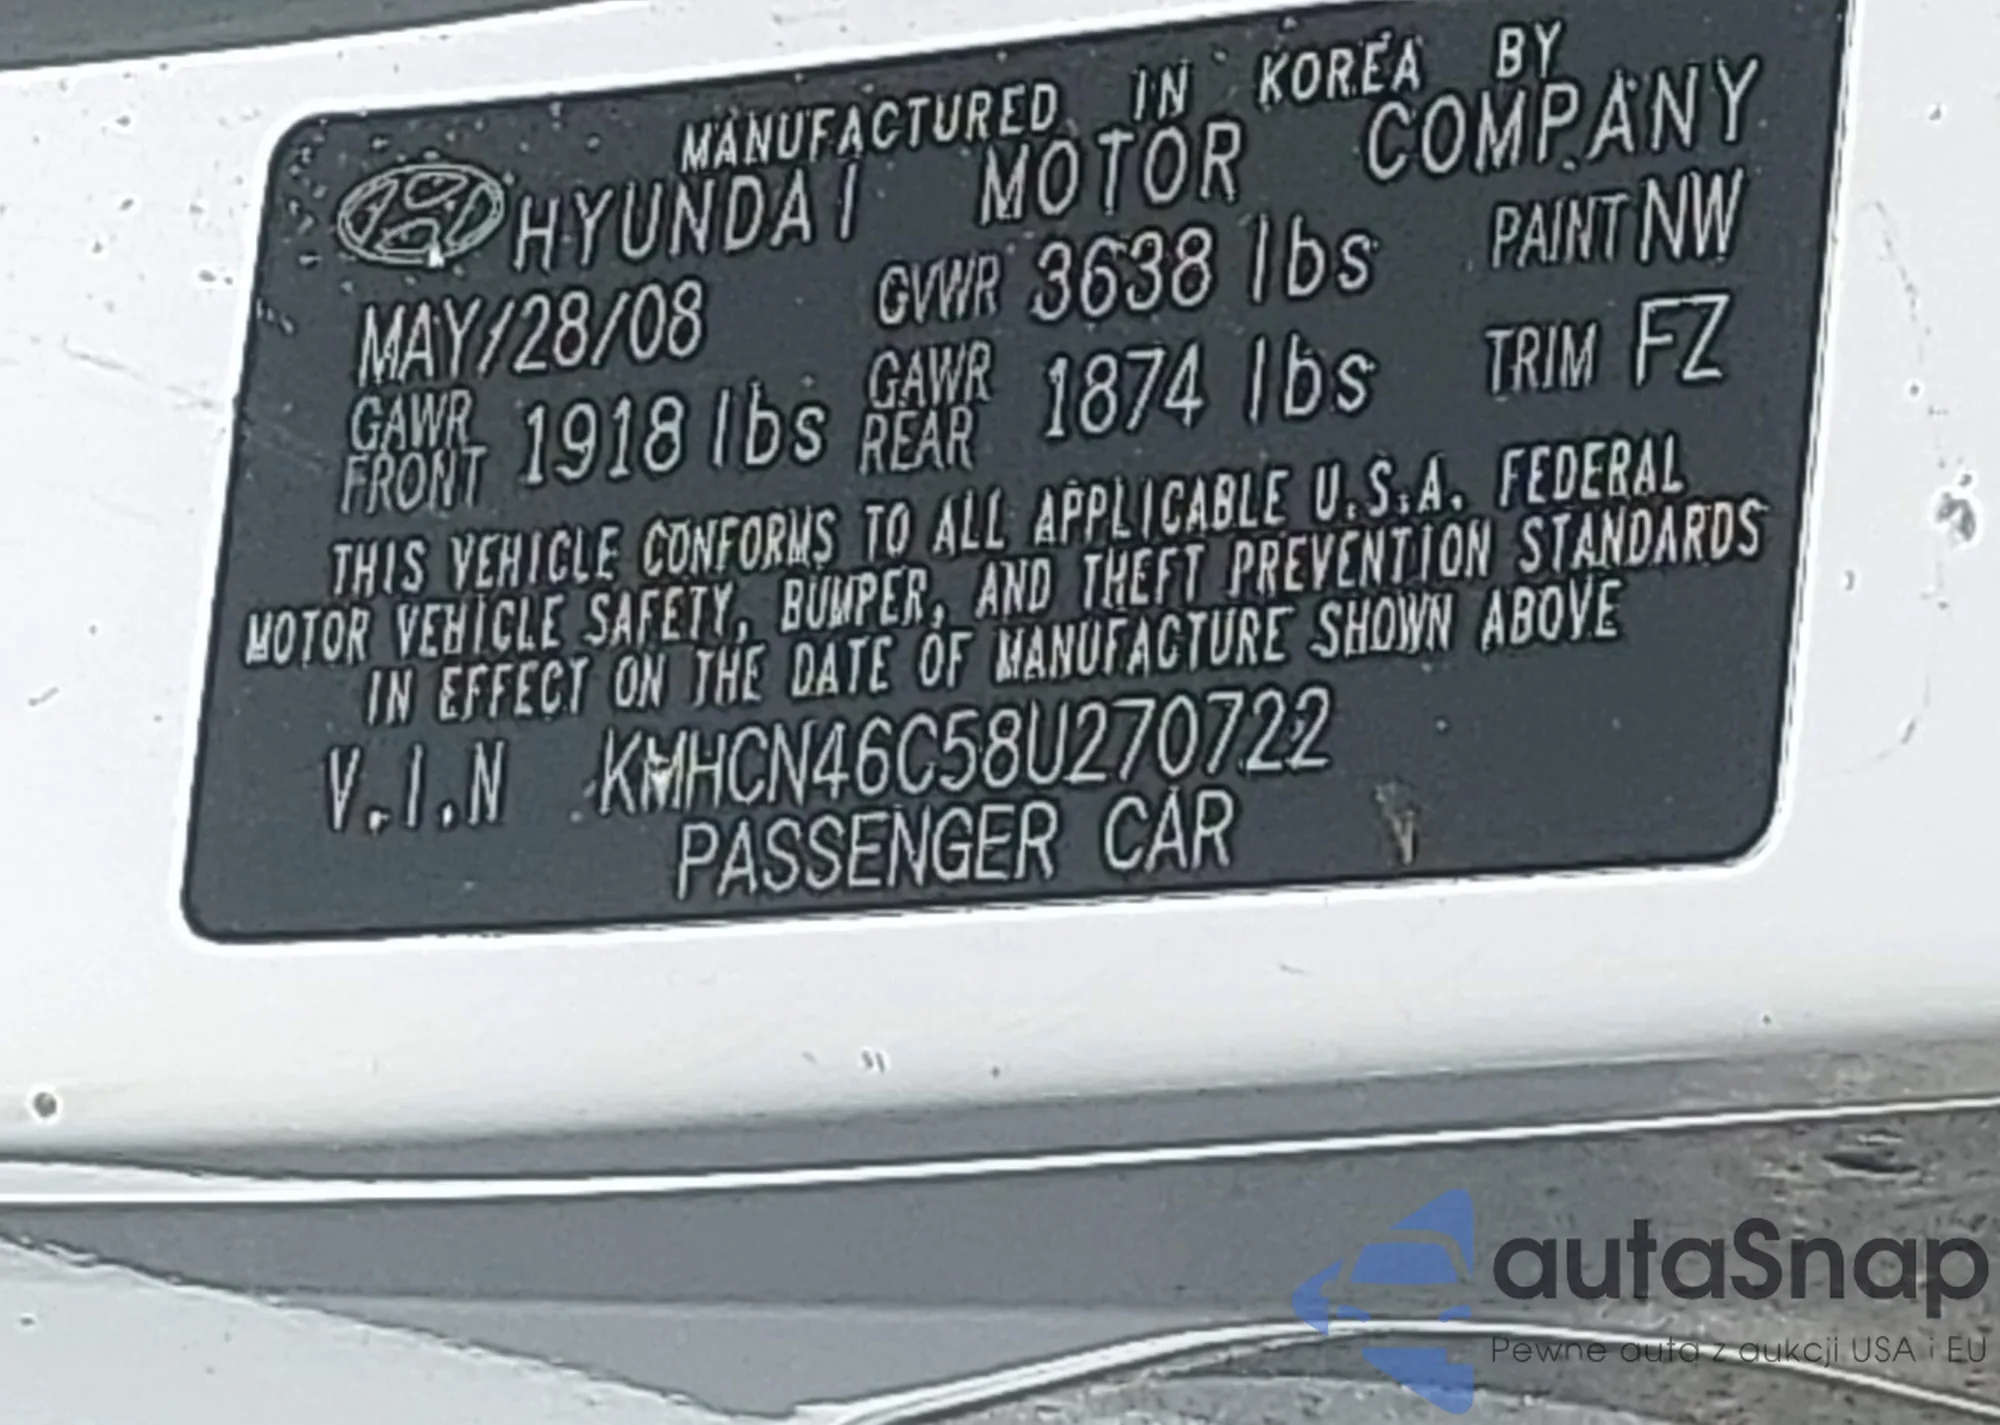 MANUFACTURED IN KOREA BY
HYUNDAI MOTOR COMPANY
MAY/28/08 GVWR 3638 lbs PAINT NW
GAWR FRONT 1918 lbs GAWR REAR 1874 lbs TRIM FZ
THIS VEHICLE CONFORMS TO ALL APPLICABLE U.S.A. FEDERAL
MOTOR VEHICLE SAFETY, BUMPER, AND THEFT PREVENTION STANDARDS
IN EFFECT ON THE DATE OF MANUFACTURE SHOWN ABOVE
V.I.N KMHCN46C58U270722
PASSENGER CAR
autaSnap
Pewne auta z aukcji USA i EU